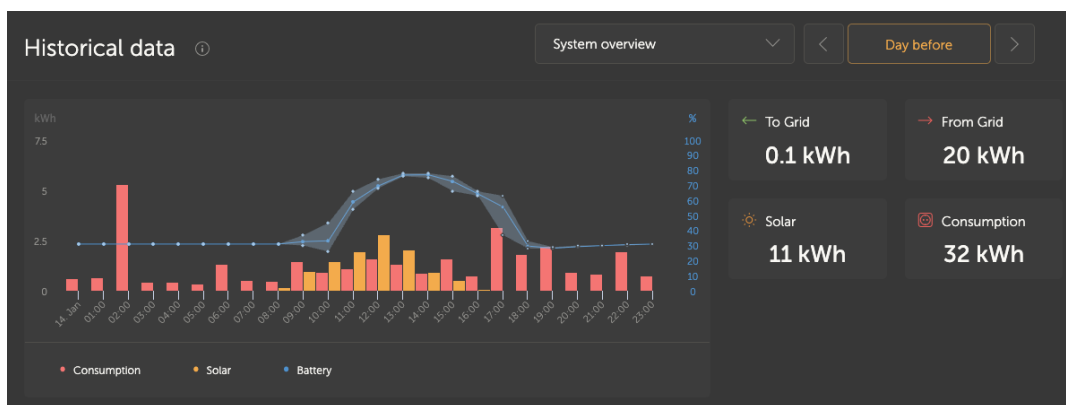 Historical data
System overview
Day before
kWh
%
7.5
5
2.5
0
100
90
80
70
60
50
40
30
20
10
0
14. Jan
01:00
02:00
03:00
04:00
05:00
06:00
07:00
08:00
09:00
10:00
11:00
12:00
13:00
14:00
15:00
16:00
17:00
18:00
19:00
20:00
21:00
22:00
23:00
Consumption
Solar
Battery
To Grid
0.1 kWh
From Grid
20 kWh
Solar
11 kWh
Consumption
32 kWh